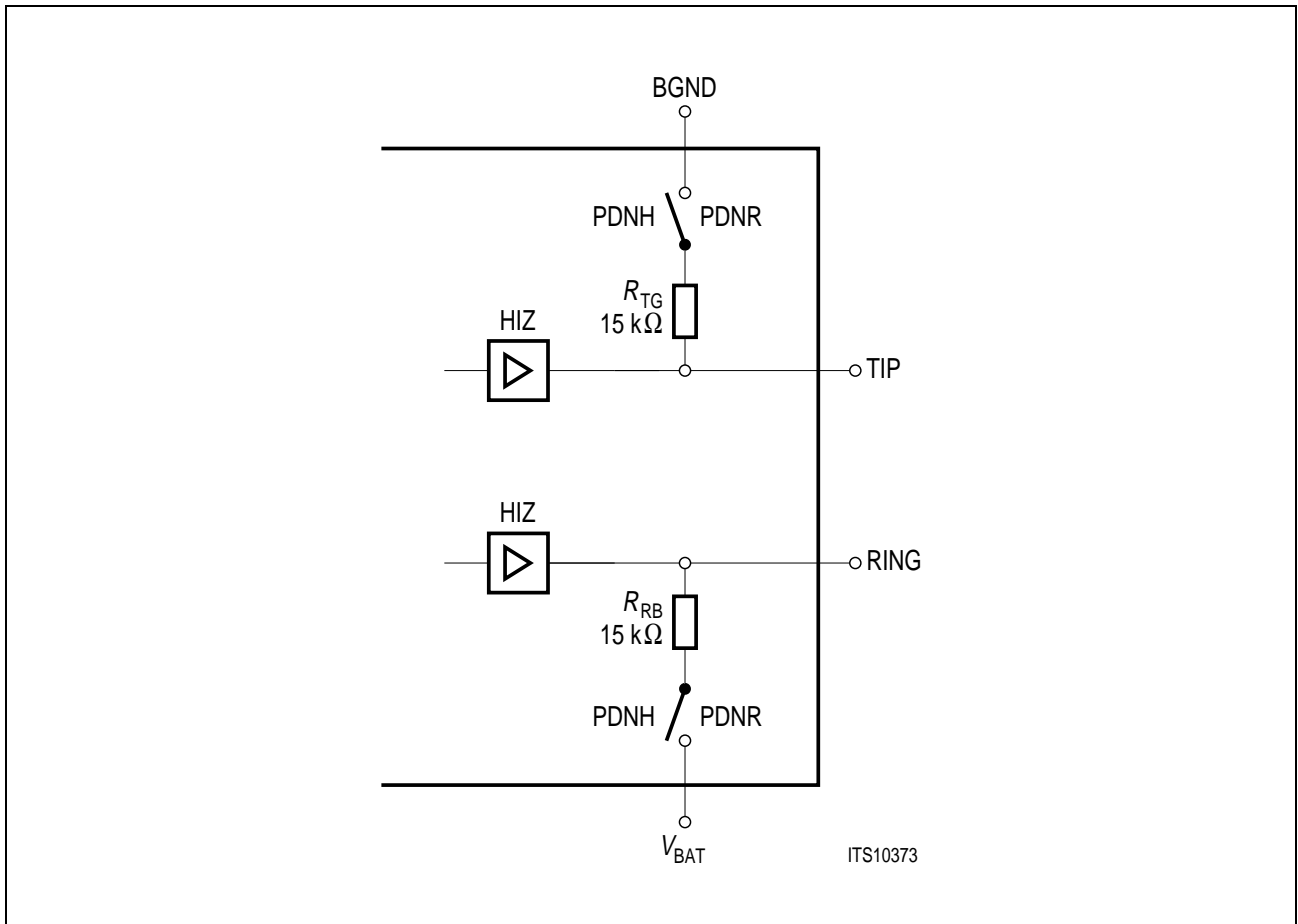 BGND
PDNH PDNR
R_TG
15 kΩ
HIZ
TIP
HIZ
RING
R_RB
15 kΩ
PDNH PDNR
V_BAT
ITS10373